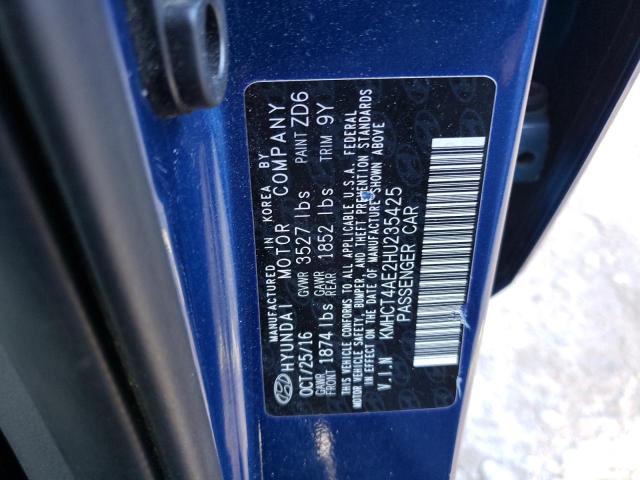 MANUFACTURED IN KOREA BY
HYUNDAI MOTOR COMPANY
OCT/25/16 GVWR 3527 lbs PAINT ZD6
GAWR FRONT 1874 lbs GAWR REAR 1852 lbs TRIM 9Y
THIS VEHICLE CONFORMS TO ALL APPLICABLE U.S.A. FEDERAL
MOTOR VEHICLE SAFETY, BUMPER, AND THEFT PREVENTION STANDARDS
IN EFFECT ON THE DATE OF MANUFACTURE SHOWN ABOVE
V.I.N KMHCT4AE2HU235425
PASSENGER CAR